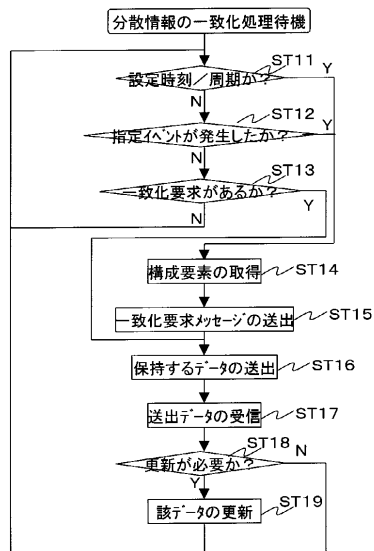 分散情報の一致化処理待機
設定時刻／周期か？
ST11
Y
N
指定イベントが発生したか？
ST12
Y
N
一致化要求があるか？
ST13
Y
N
構成要素の取得
ST14
一致化要求メッセージの送出
ST15
保持するデータの送出
ST16
送出データの受信
ST17
更新が必要か？
ST18
N
Y
該データの更新
ST19